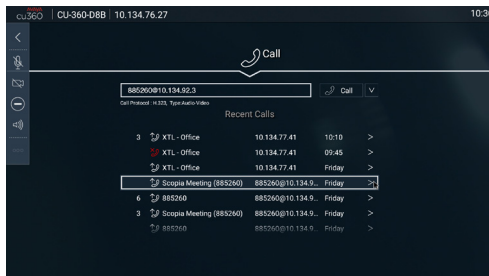 AVAYA
cu360 CU-360-D8B 10.134.76.27 10:30
Call
885260@10.134.92.3 Call
Call Protocol : H.323, Type:Audio-Video
Recent Calls
3 XTL - Office 10.134.77.41 10:10 >
XTL - Office 10.134.77.41 09:45 >
XTL - Office 10.134.77.41 Friday >
Scopia Meeting (885260) 885260@10.134.9... Friday >
6 885260 885260@10.134.9... Friday >
3 Scopia Meeting (885260) 885260@10.134.9... Friday >
885260 885260@10.134.9... Friday >